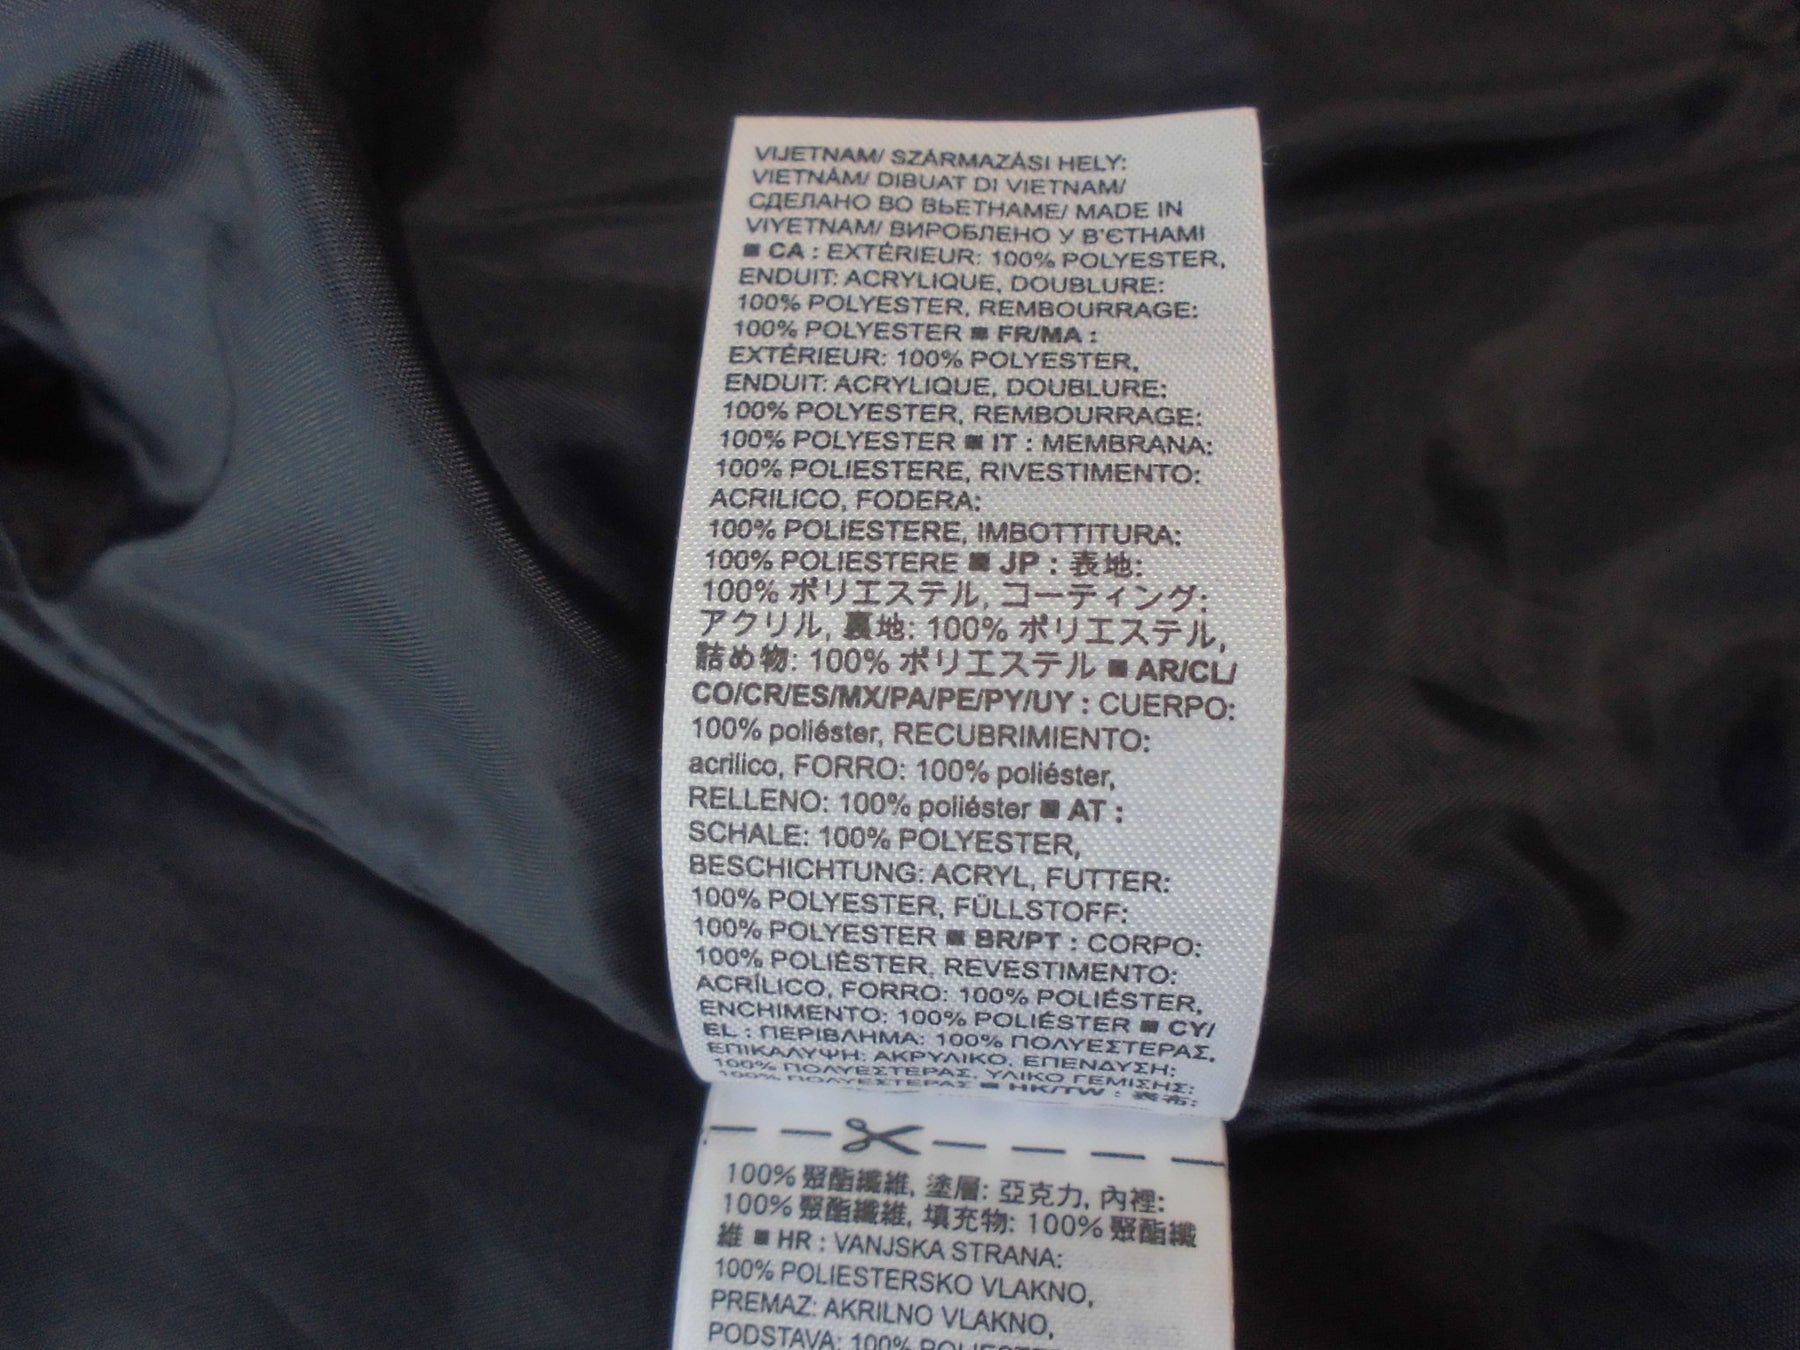 VIJETNAM/ SZÁRMAZÁSI HELY:
VIETNÁM/ DIBUAT DI VIETNAM/
СДЕЛАНО ВО ВЬЕТНАМЕ/ MADE IN
VIYETNAM/ ВИРОБЛЕНО У В'ЄТНАМІ
■ CA : EXTÉRIEUR: 100% POLYESTER,
ENDUIT: ACRYLIQUE, DOUBLURE:
100% POLYESTER, REMBOURRAGE:
100% POLYESTER ■ FR/MA :
EXTÉRIEUR: 100% POLYESTER,
ENDUIT: ACRYLIQUE, DOUBLURE:
100% POLYESTER, REMBOURRAGE:
100% POLYESTER ■ IT : MEMBRANA:
100% POLIESTERE, RIVESTIMENTO:
ACRILICO, FODERA:
100% POLIESTERE, IMBOTTITURA:
100% POLIESTERE ■ JP : 表地:
100% ポリエステル, コーティング:
アクリル, 裏地: 100% ポリエステル,
詰め物: 100% ポリエステル ■ AR/CL/
CO/CR/ES/MX/PA/PE/PY/UY : CUERPO:
100% poliéster, RECUBRIMIENTO:
acrilico, FORRO: 100% poliéster,
RELLENO: 100% poliéster ■ AT :
SCHALE: 100% POLYESTER,
BESCHICHTUNG: ACRYL, FUTTER:
100% POLYESTER, FÜLLSTOFF:
100% POLYESTER ■ BR/PT : CORPO:
100% POLIÉSTER, REVESTIMENTO:
ACRÍLICO, FORRO: 100% POLIÉSTER,
ENCHIMENTO: 100% POLIÉSTER ■ CY/
EL : ΠΕΡΙΒΛΗΜΑ: 100% ΠΟΛΥΕΣΤΕΡΑΣ,
ΕΠΙΚΑΛΥΨΗ: ΑΚΡΥΛΙΚΟ, ΕΠΕΝΔΥΣΗ:
100% ΠΟΛΥΕΣΤΕΡΑΣ, ΥΛΙΚΟ ΓΕΜΙΣΗΣ:
100% ΠΟΛΥΕΣΤΕΡΑΣ ■ HK/TW : 表布:
100% 聚酯纖維, 塗層: 亞克力, 內裡:
100% 聚酯纖維, 填充物: 100% 聚酯纖
維 ■ HR : VANJSKA STRANA:
100% POLIESTERSKO VLAKNO,
PREMAZ: AKRILNO VLAKNO,
PODSTAVA: 100%